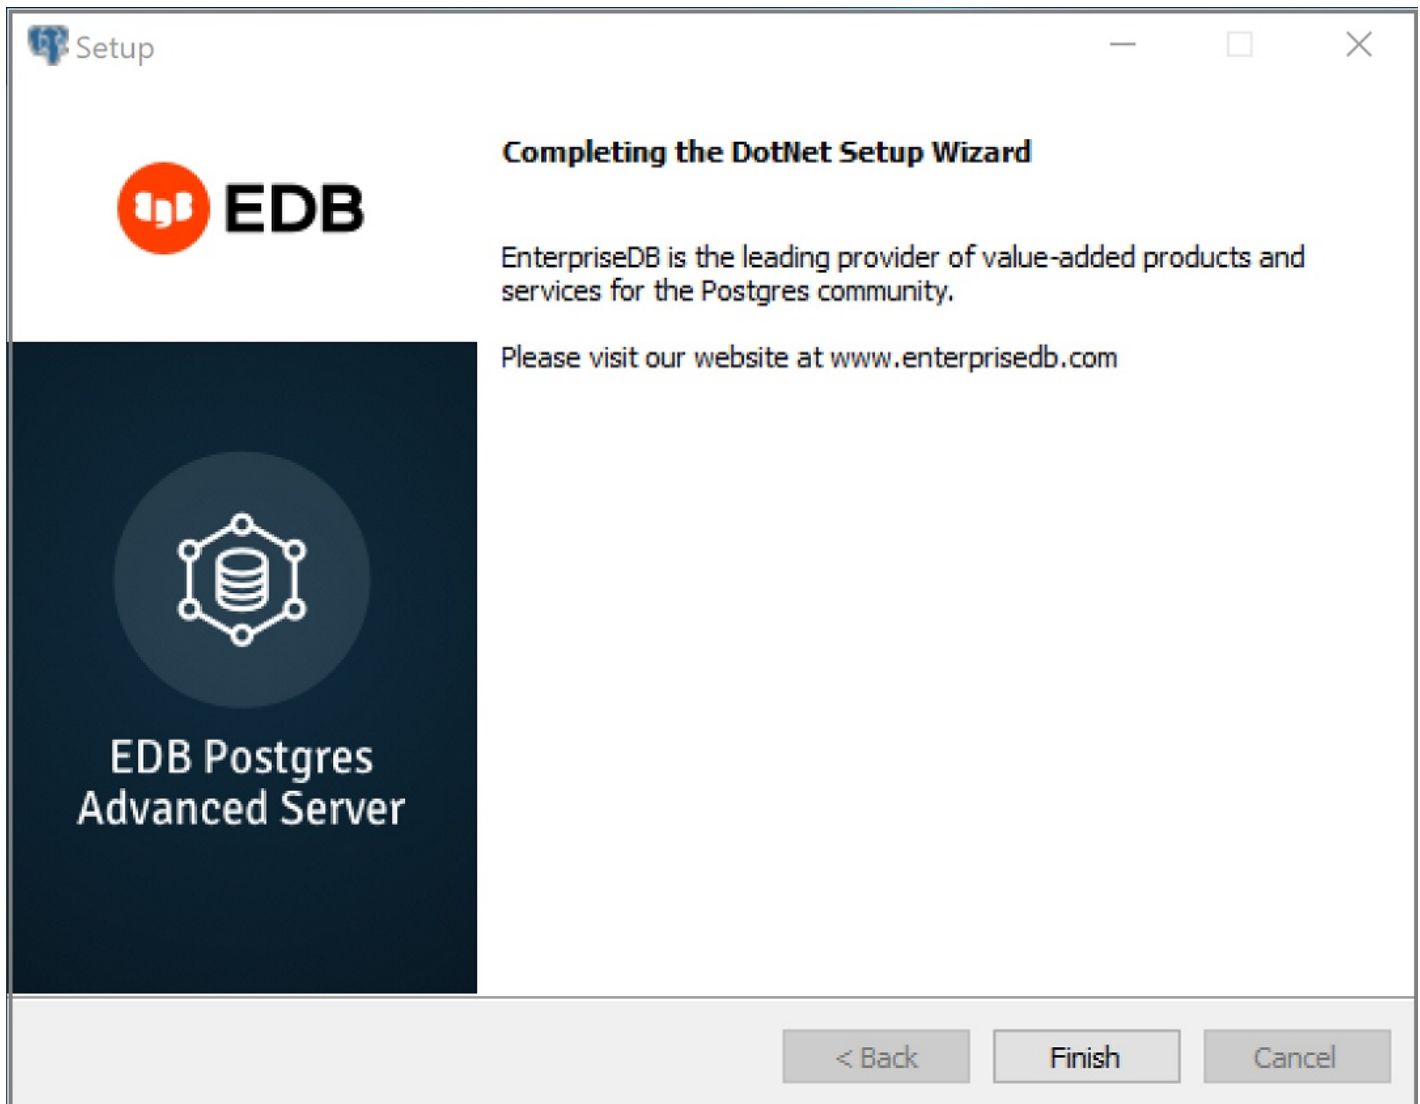 Setup
EDB
Completing the DotNet Setup Wizard
EnterpriseDB is the leading provider of value-added products and
services for the Postgres community.
Please visit our website at www.enterprisedb.com
EDB Postgres
Advanced Server
< Back
Finish
Cancel